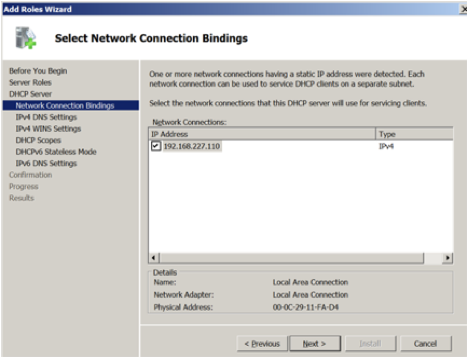 Add Roles Wizard
Select Network Connection Bindings
Before You Begin
Server Roles
DHCP Server
Network Connection Bindings
IPv4 DNS Settings
IPv4 WINS Settings
DHCP Scopes
DHCPv6 Stateless Mode
IPv6 DNS Settings
Confirmation
Progress
Results
One or more network connections having a static IP address were detected. Each
network connection can be used to service DHCP clients on a separate subnet.
Select the network connections that this DHCP server will use for servicing clients.
Network Connections:
IP Address Type
192.168.227.110 IPv4
Details
Name: Local Area Connection
Network Adapter: Local Area Connection
Physical Address: 00-0C-29-11-FA-D4
< Previous Next > Install Cancel